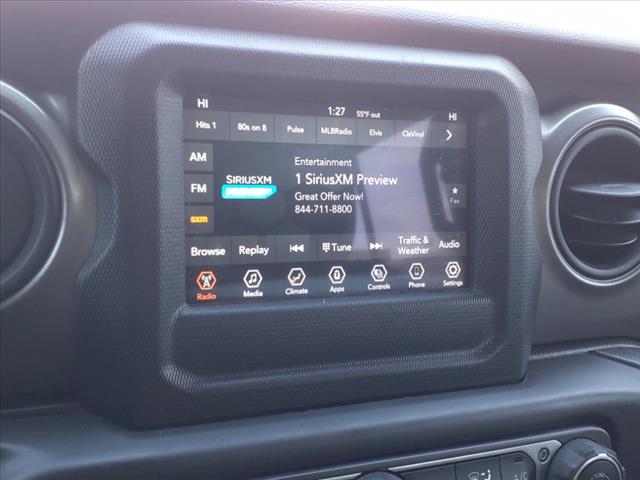 HI 1:27 55°F out HI
Hits 1 80s on 8 Pulse MLBRadio Elvis ClsVinyl
AM
Entertainment
SIRIUSXM 1 SiriusXM Preview
FM
Great Offer Now!
Fav
844-711-8800
sxm
Browse Replay Tune Traffic & Weather Audio
Radio Media Climate Apps Controls Phone Settings
A/C